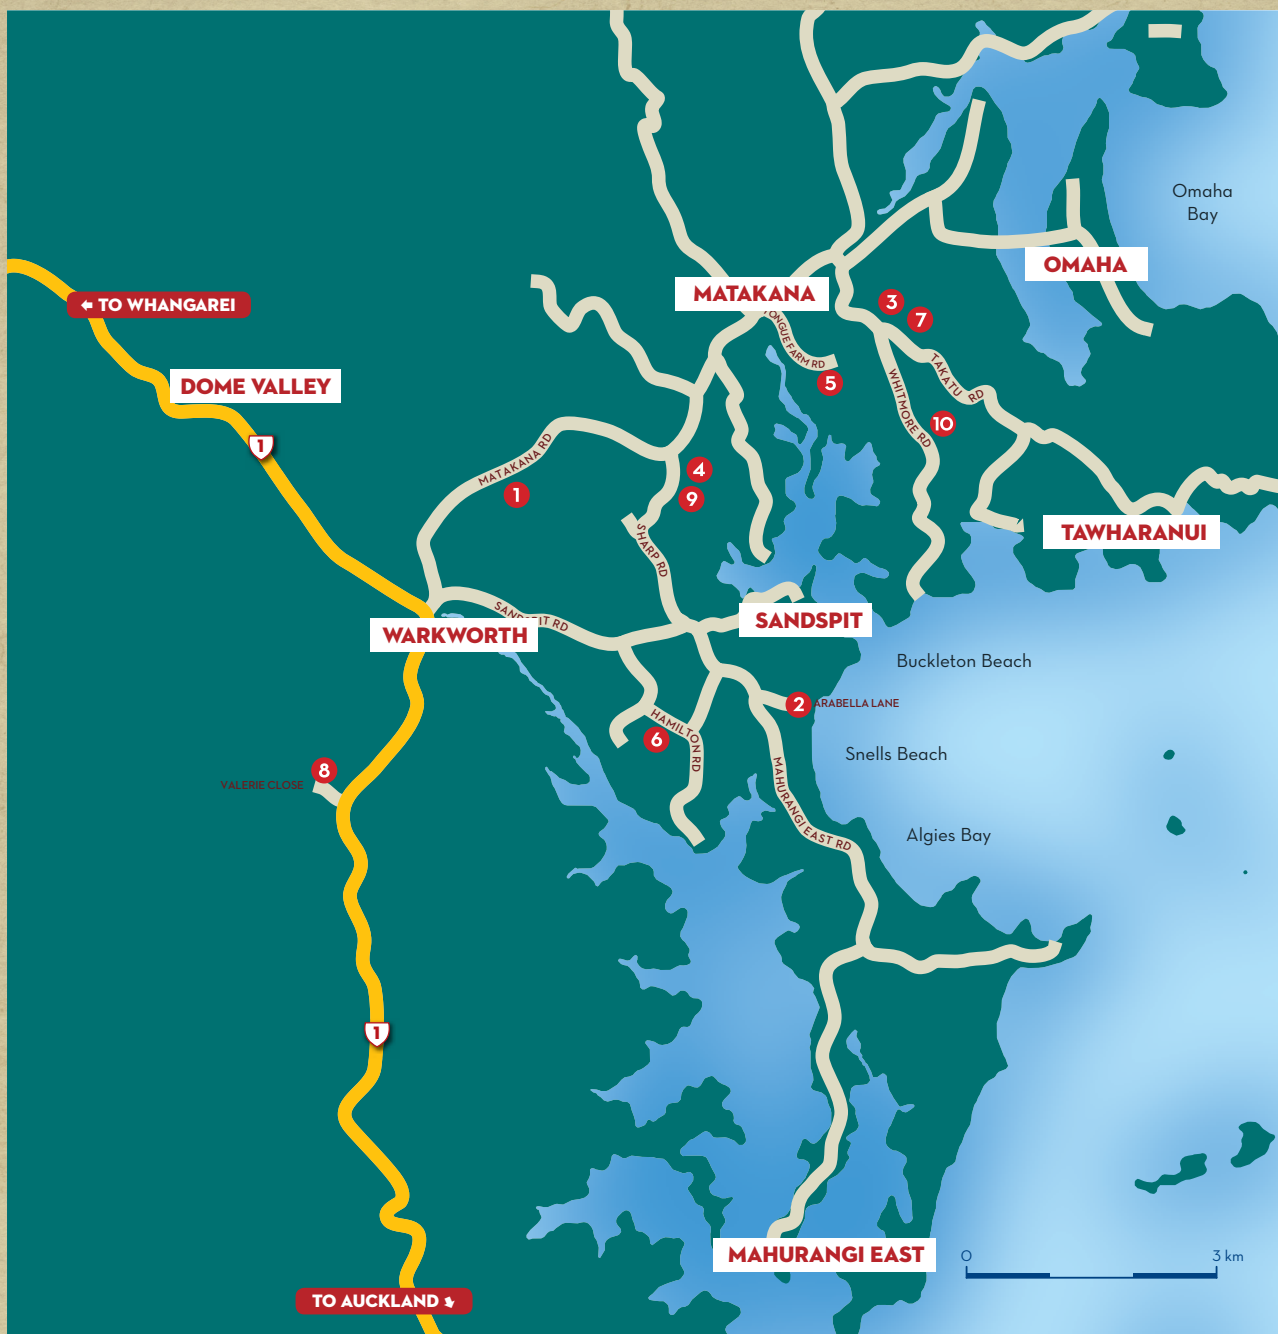 Omaha
Bay
OMAHA
MATAKANA
TO WHANGAREI
3
7
TONGUE FARM RD
5
TAKATU RD
DOME VALLEY
WHITMORE RD
10
1
MATAKANA RD
1
4
9
SHARP RD
TAWHARANUI
SANDSPIT RD
SANDSPIT
WARKWORTH
Buckleton Beach
2
ARABELLA LANE
HAMILTON RD
6
Snells Beach
8
VALERIE CLOSE
MAHURANGI EAST RD
Algies Bay
1
MAHURANGI EAST
0
3 km
TO AUCKLAND